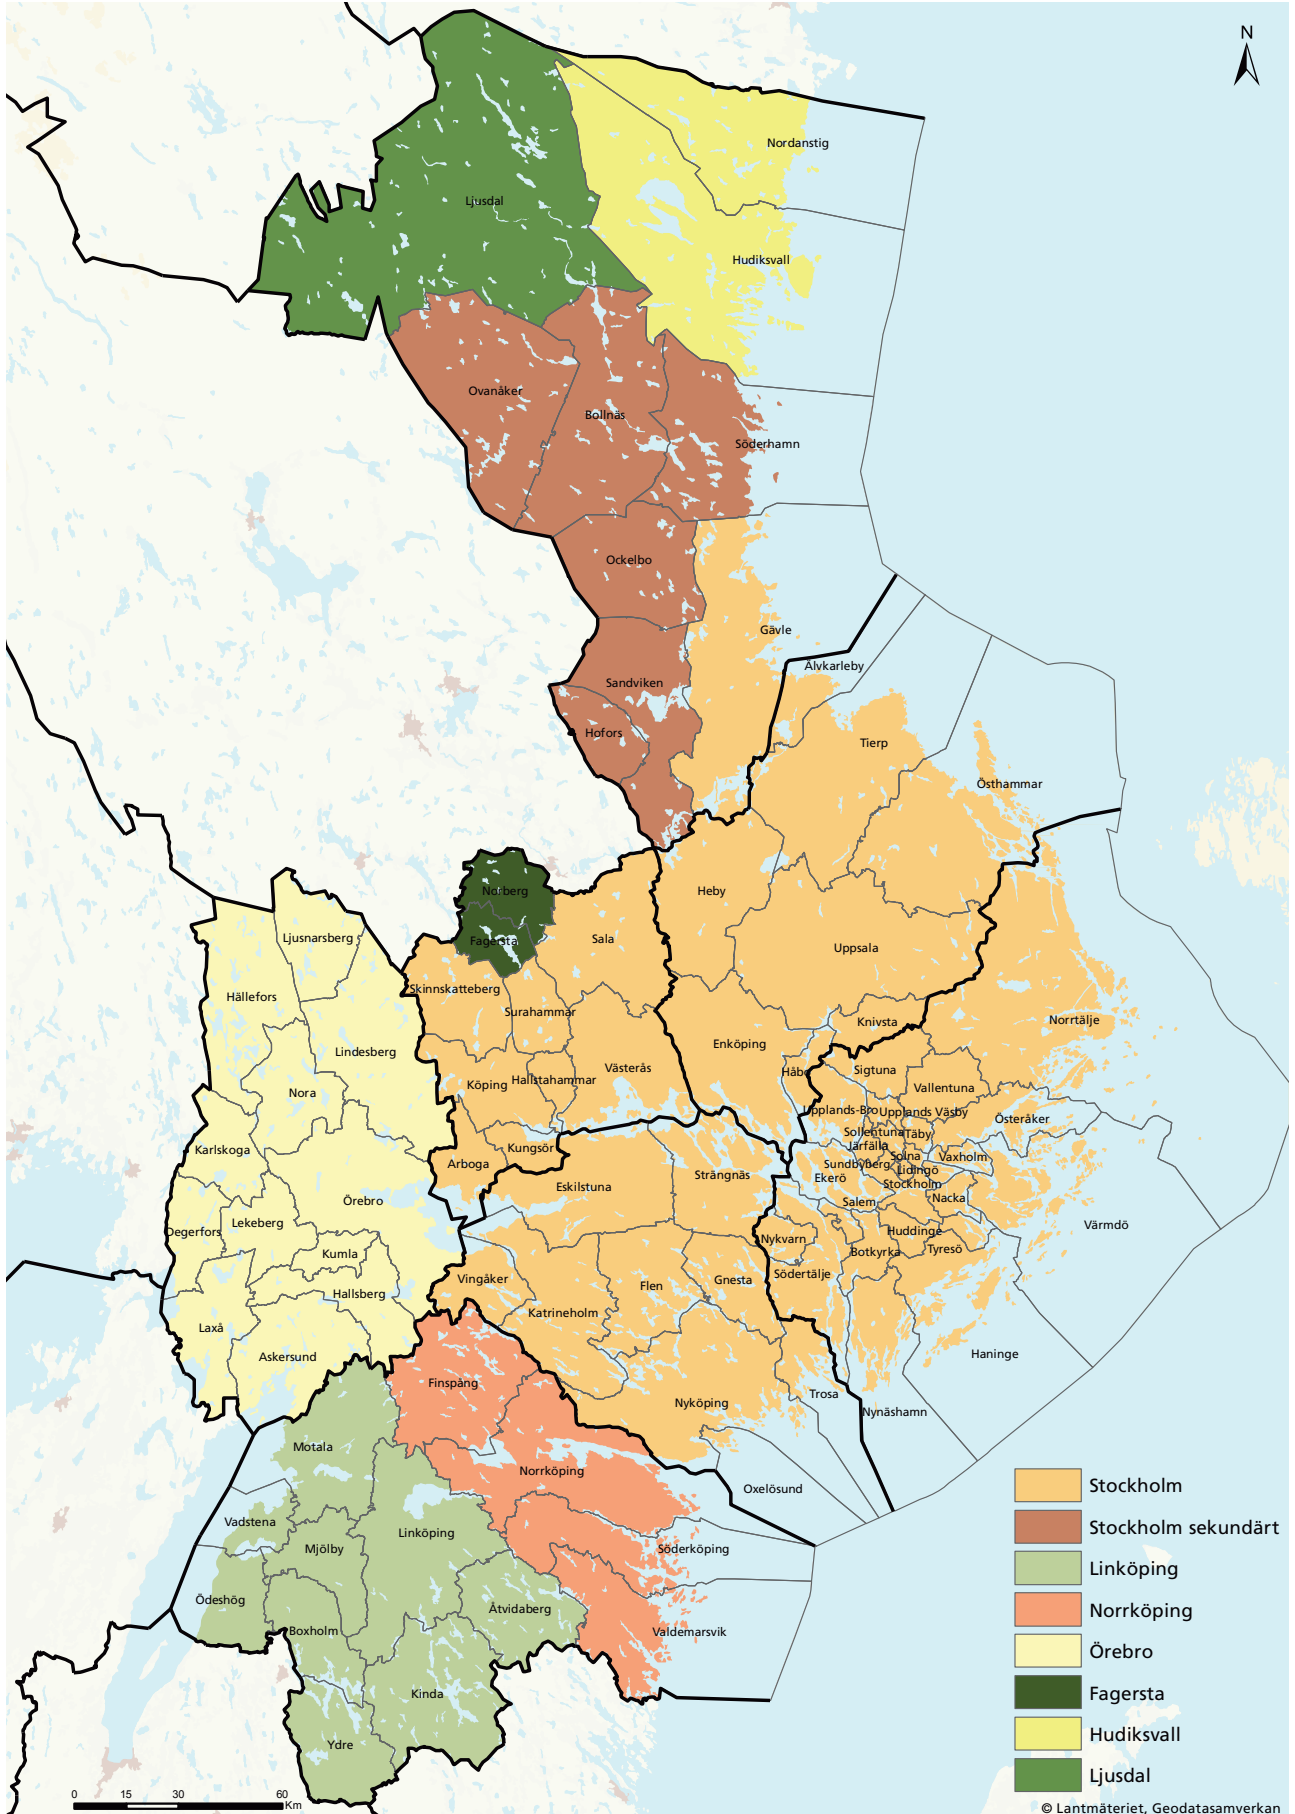 N
Nordanstig
Ljusdal
Hudiksvall
Ovanåker
Bollnäs
Söderhamn
Ockelbo
Gävle
Älvkarleby
Sandviken
Hofors
Tierp
Östhammar
Norberg
Heby
Fagersta
Sala
Ljusnarsberg
Uppsala
Skinnskatteberg
Hällefors
Surahammar
Knivsta
Norrtälje
Enköping
Lindesberg
Västerås
Håbo
Sigtuna
Hallstahammar
Köping
Vallentuna
Nora
Upplands-Bro
Upplands Väsby
Österåker
Sollentuna
Täby
Järfälla
Kungsör
Karlskoga
Solna
Vaxholm
Arboga
Sundbyberg
Lidingö
Strängnäs
Ekerö
Stockholm
Eskilstuna
Nacka
Örebro
Salem
Lekeberg
Värmdö
Degerfors
Huddinge
Nykvarn
Kumla
Botkyrka
Tyresö
Södertälje
Vingåker
Gnesta
Flen
Hallsberg
Katrineholm
Laxå
Askersund
Haninge
Finspång
Trosa
Nyköping
Nynäshamn
Motala
Norrköping
Oxelösund
Vadstena
Linköping
Mjölby
Söderköping
Ödeshög
Åtvidaberg
Boxholm
Valdemarsvik
Kinda
Ydre
Stockholm
Stockholm sekundärt
Linköping
Norrköping
Örebro
Fagersta
Hudiksvall
Ljusdal
0 15 30 60
Km
© Lantmäteriet, Geodatasamverkan